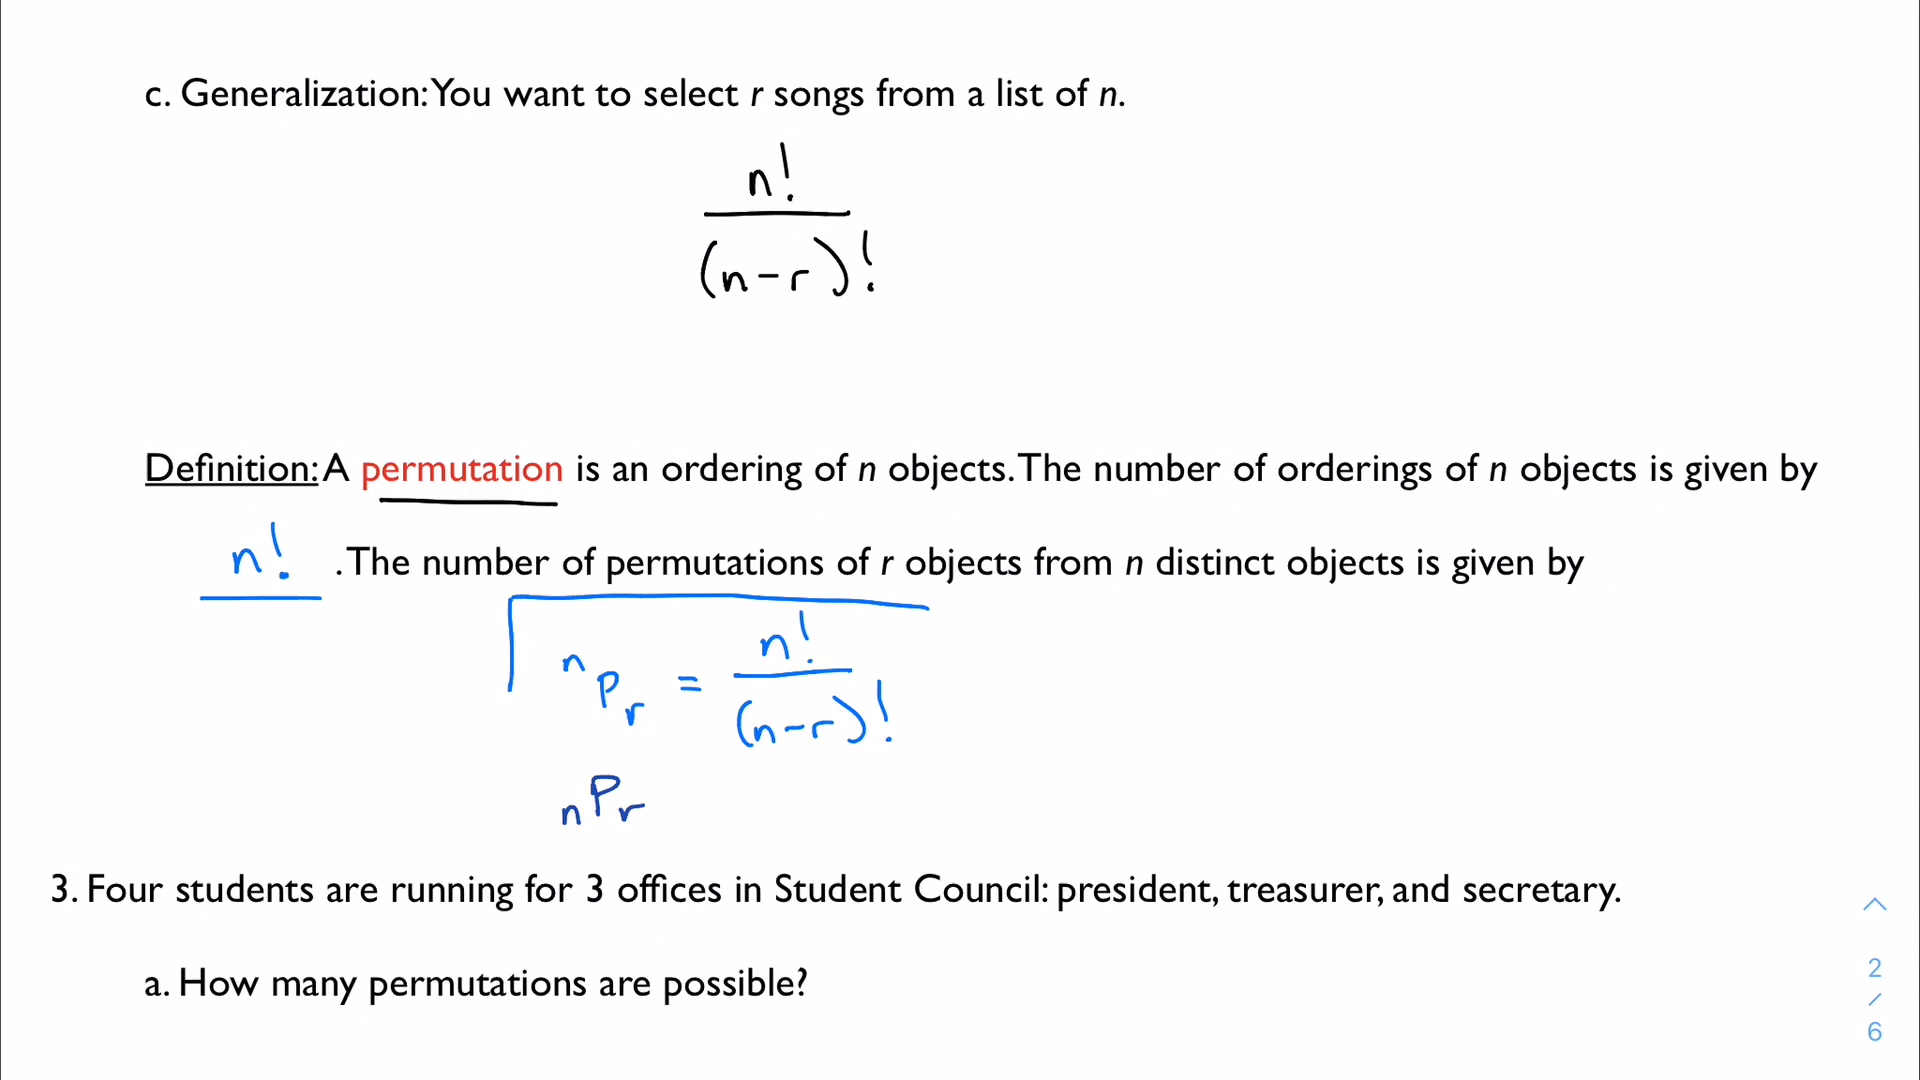 c. Generalization: You want to select r songs from a list of n.
n!
(n-r)!
Definition: A permutation is an ordering of n objects. The number of orderings of n objects is given by
n! . The number of permutations of r objects from n distinct objects is given by
nPr = n!
(n-r)!
nPr
3. Four students are running for 3 offices in Student Council: president, treasurer, and secretary.
a. How many permutations are possible?
2
/
6